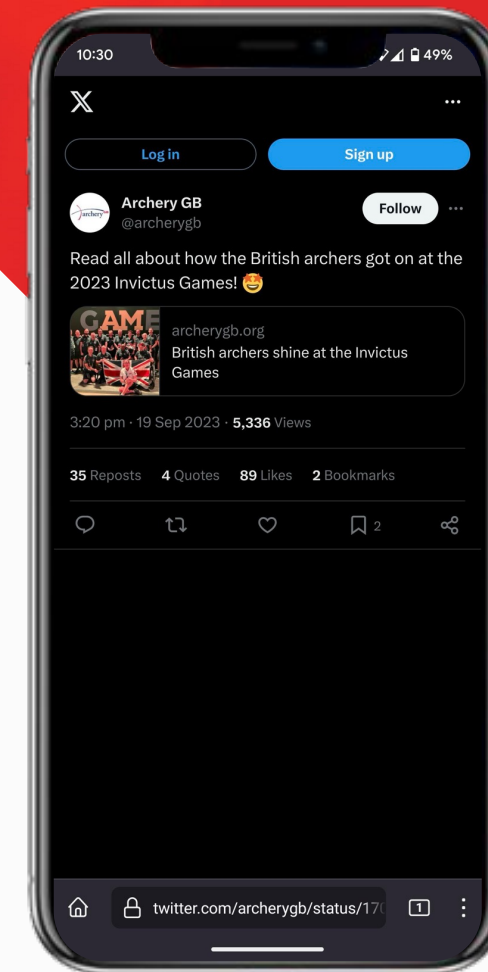 10:30
49%
X
Log in
Sign up
archery
Archery GB
Follow
@archerygb
Read all about how the British archers got on at the
2023 Invictus Games! 🤩
GAME
archerygb.org
British archers shine at the Invictus
Games
3:20 pm · 19 Sep 2023 · 5,336 Views
35 Reposts 4 Quotes 89 Likes 2 Bookmarks
2
twitter.com/archerygb/status/170
1